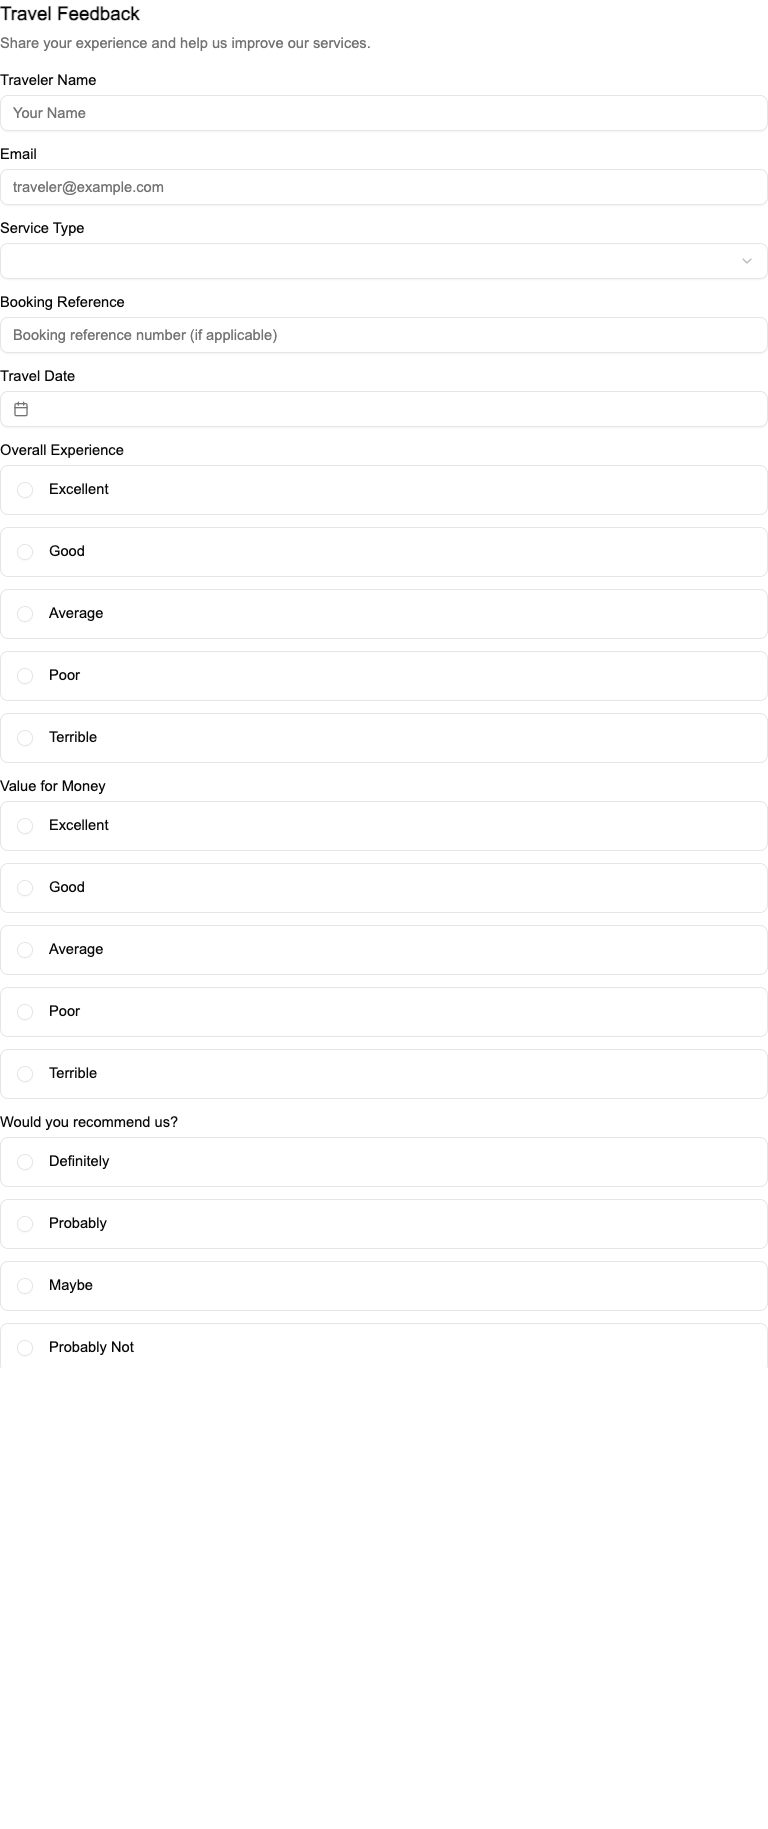 Travel Feedback
Share your experience and help us improve our services.
Traveler Name
Your Name
Email
traveler@example.com
Service Type
Booking Reference
Booking reference number (if applicable)
Travel Date
Overall Experience
Excellent
Good
Average
Poor
Terrible
Value for Money
Excellent
Good
Average
Poor
Terrible
Would you recommend us?
Definitely
Probably
Maybe
Probably Not